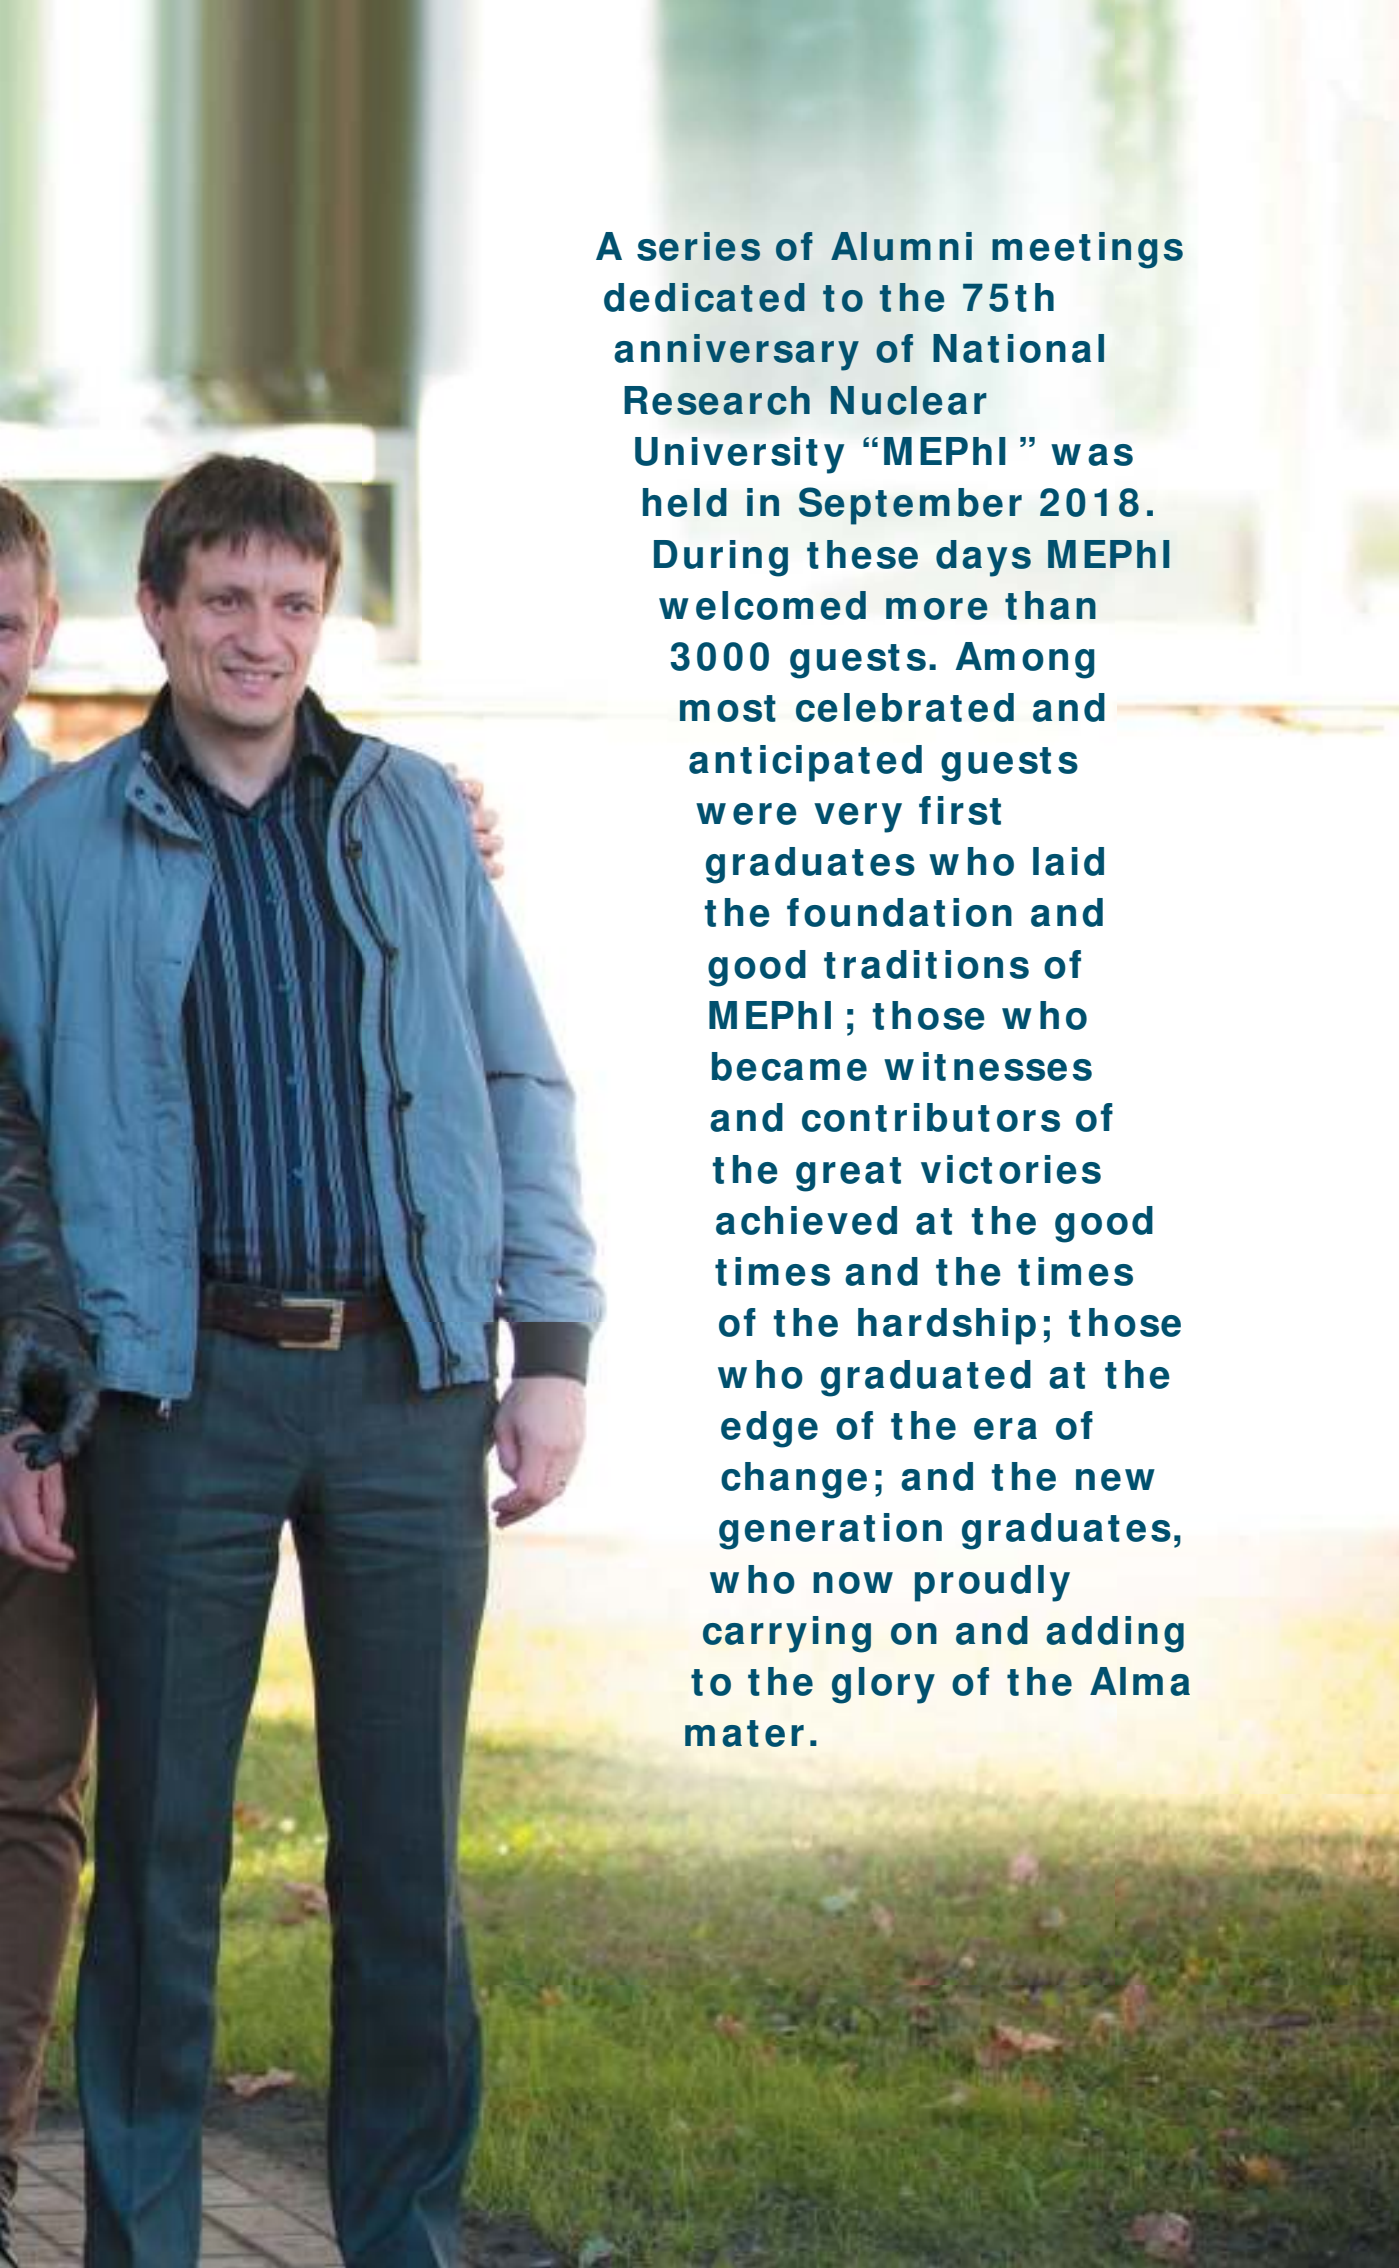 A series of Alumni meetings
dedicated to the 75th
anniversary of National
Research Nuclear
University “MEPhI” was
held in September 2018.
During these days MEPhI
welcomed more than
3000 guests. Among
most celebrated and
anticipated guests
were very first
graduates who laid
the foundation and
good traditions of
MEPhI; those who
became witnesses
and contributors of
the great victories
achieved at the good
times and the times
of the hardship; those
who graduated at the
edge of the era of
change; and the new
generation graduates,
who now proudly
carrying on and adding
to the glory of the Alma
mater.